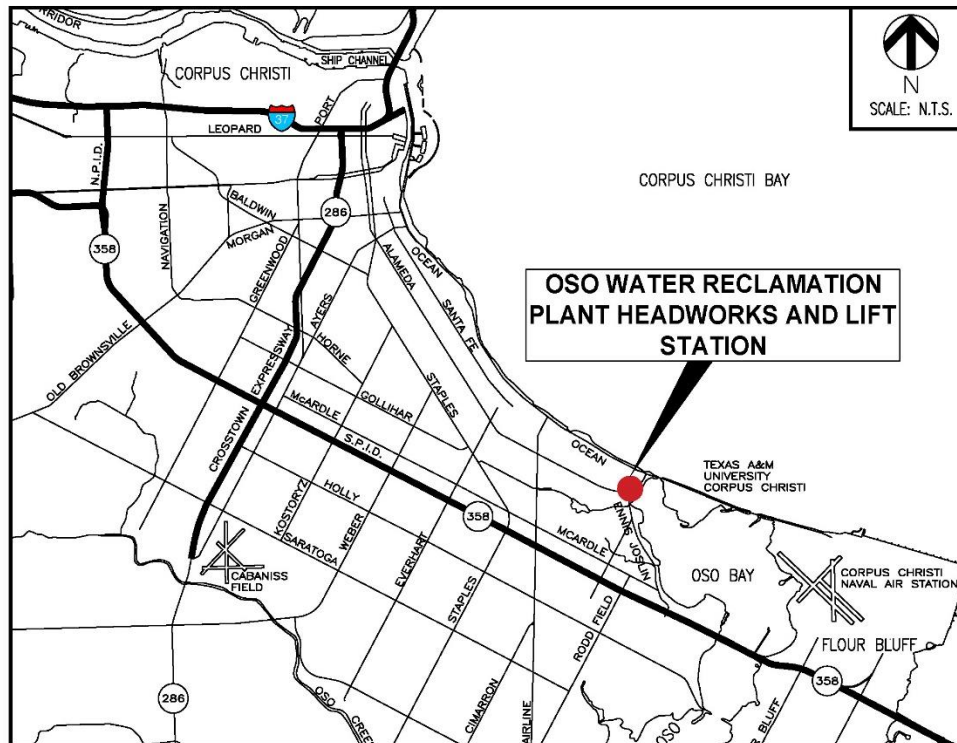 RRIDOR
SHIP CHANNEL
CORPUS CHRISTI
N
SCALE: N.T.S.
37
PORT
LEOPARD
N.P.I.D.
CORPUS CHRISTI BAY
BALDWIN
NAVIGATION
286
MORGAN
GREENWOOD
358
ALAMEDA
OCEAN
SANTA FE
OSO WATER RECLAMATION
PLANT HEADWORKS AND LIFT
STATION
OLD BROWNSVILLE
EXPRESSWAY
AYERS
HORNE
STAPLES
GOLLIHAR
McARDLE
CROSSTOWN
S.P.I.D.
OCEAN
TEXAS A&M
UNIVERSITY
CORPUS CHRISTI
HOLLY
KOSTORYZ
WEBER
358
SARATOGA
McARDLE
ENNIS JOSLIN
EVERHART
CABANISS
FIELD
STAPLES
OSO BAY
CORPUS CHRISTI
NAVAL AIR STATION
RODD FIELD
FLOUR BLUFF
286
OSO CREE
CIMARRON
AIRLINE
OSO
358
R BLUFF